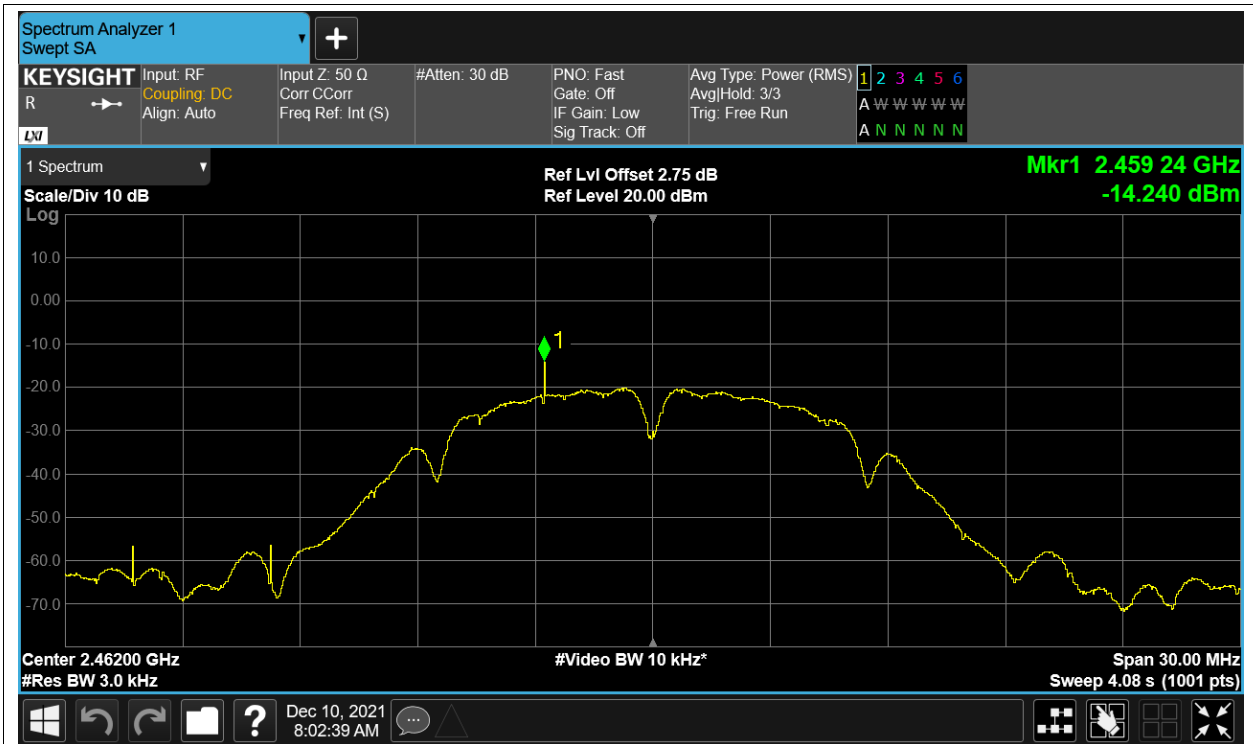 Spectrum Analyzer 1
Swept SA
KEYSIGHT
R
LXI
Input: RF
Coupling: DC
Align: Auto
Input Z: 50 Ω
Corr CCorr
Freq Ref: Int (S)
#Atten: 30 dB
PNO: Fast
Gate: Off
IF Gain: Low
Sig Track: Off
Avg Type: Power (RMS)
Avg|Hold: 3/3
Trig: Free Run
1 2 3 4 5 6
A W W W W W
A N N N N N
1 Spectrum
Scale/Div 10 dB
Ref Lvl Offset 2.75 dB
Ref Level 20.00 dBm
Mkr1 2.459 24 GHz
-14.240 dBm
Log
10.0
0.00
-10.0
-20.0
-30.0
-40.0
-50.0
-60.0
-70.0
1
Center 2.46200 GHz
#Video BW 10 kHz*
Span 30.00 MHz
#Res BW 3.0 kHz
Sweep 4.08 s (1001 pts)
?
Dec 10, 2021
8:02:39 AM